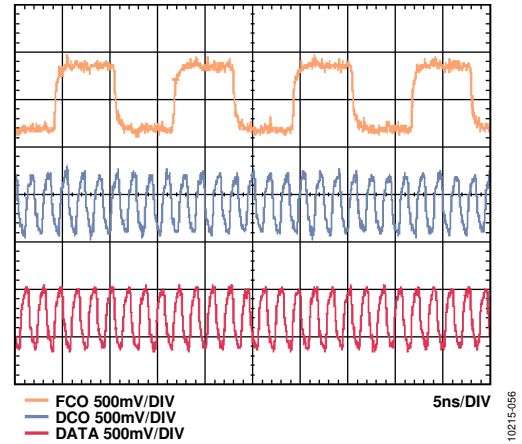 FCO 500mV/DIV
DCO 500mV/DIV
DATA 500mV/DIV
5ns/DIV
10215-056